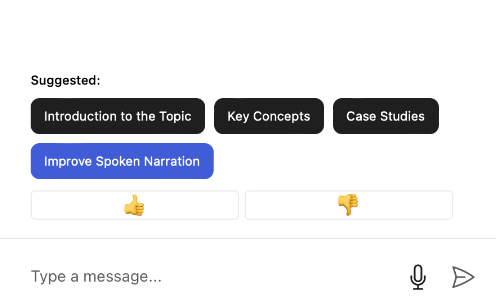 Suggested:
Introduction to the Topic
Key Concepts
Case Studies
Improve Spoken Narration
Type a message...